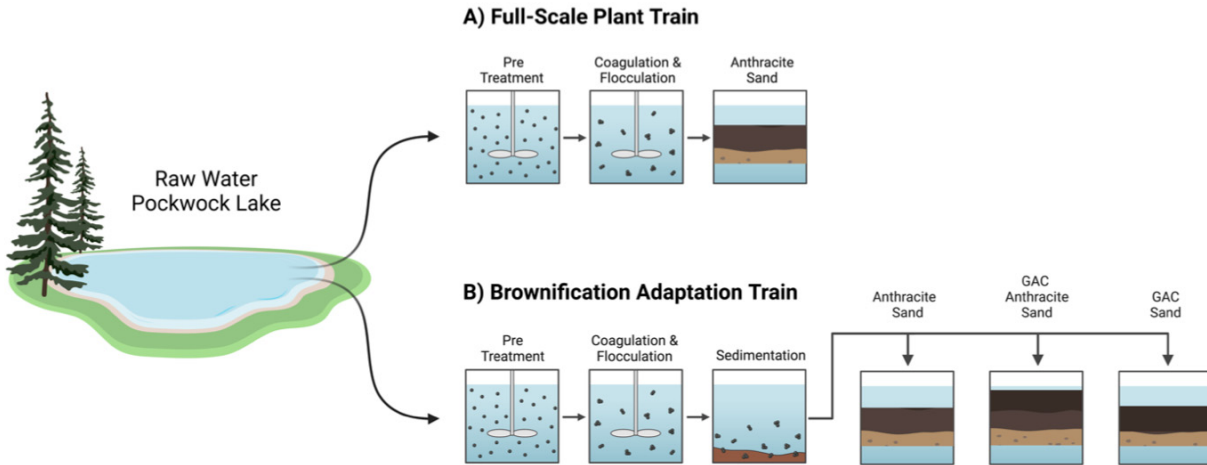 A) Full-Scale Plant Train
Pre
Treatment
Coagulation &
Flocculation
Anthracite
Sand
Raw Water
Pockwock Lake
B) Brownification Adaptation Train
Pre
Treatment
Coagulation &
Flocculation
Sedimentation
Anthracite
Sand
GAC
Anthracite
Sand
GAC
Sand